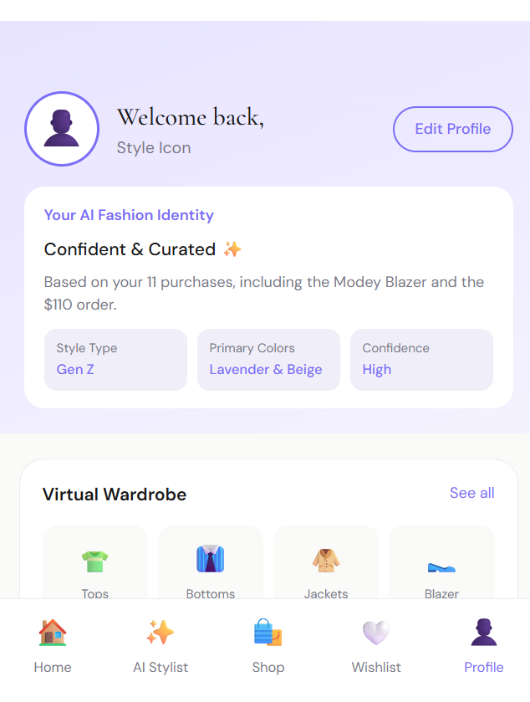 Welcome back,
Style Icon
Edit Profile
Your AI Fashion Identity
Confident & Curated ✨
Based on your 11 purchases, including the Modey Blazer and the
$110 order.
Style Type
Primary Colors
Confidence
Gen Z
Lavender & Beige
High
Virtual Wardrobe
See all
Tops
Bottoms
Jackets
Blazer
Home
AI Stylist
Shop
Wishlist
Profile